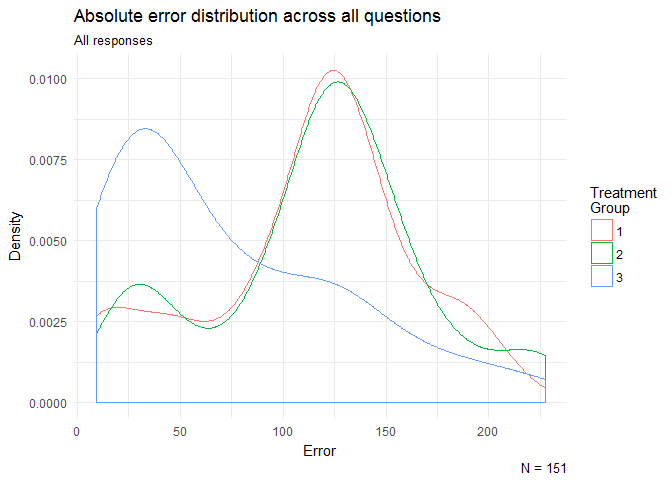 Absolute error distribution across all questions
All responses
0.0100
0.0075
0.0050
0.0025
0.0000
Density
0
50
100
150
200
Error
Treatment
Group
1
2
3
N = 151